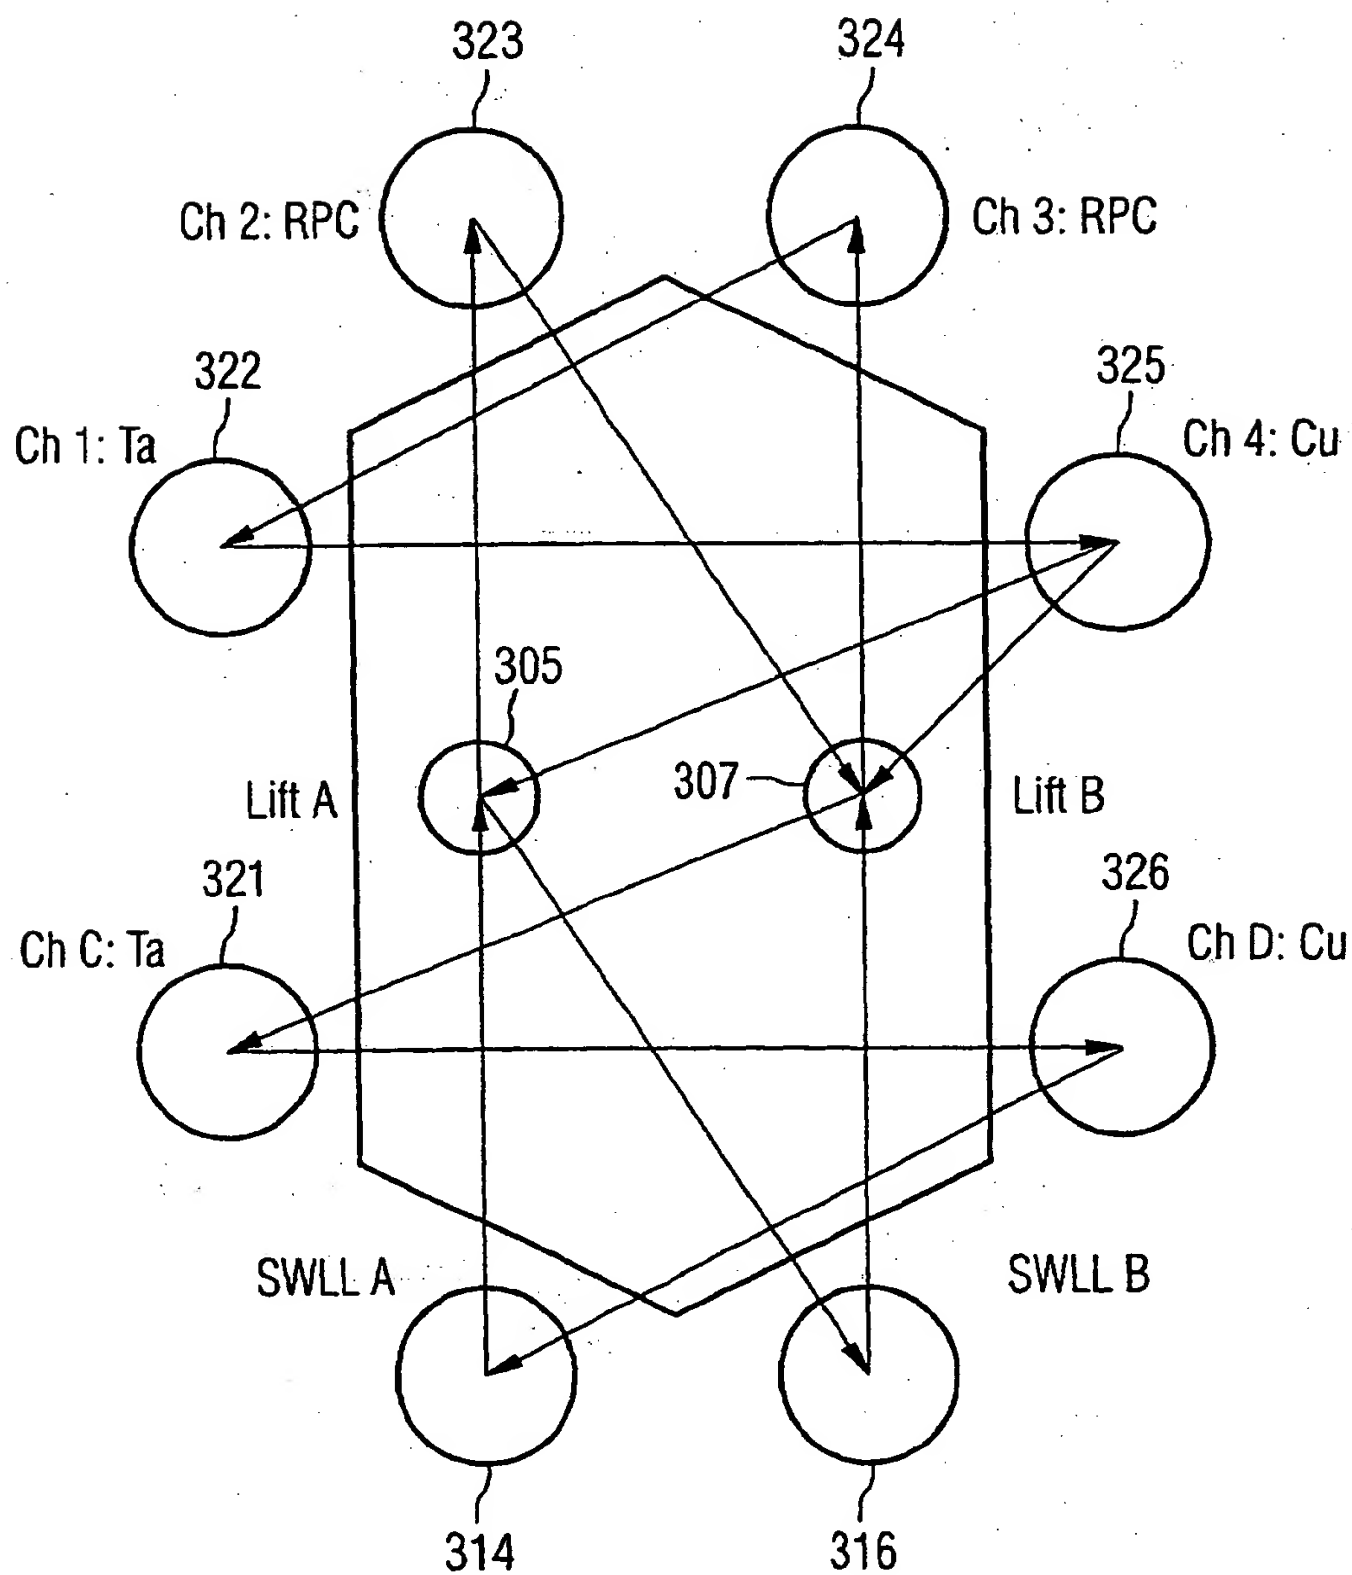 323
324
Ch 2: RPC
Ch 3: RPC
322
325
Ch 1: Ta
Ch 4: Cu
305
307
Lift A
Lift B
321
326
Ch C: Ta
Ch D: Cu
SWLL A
SWLL B
314
316